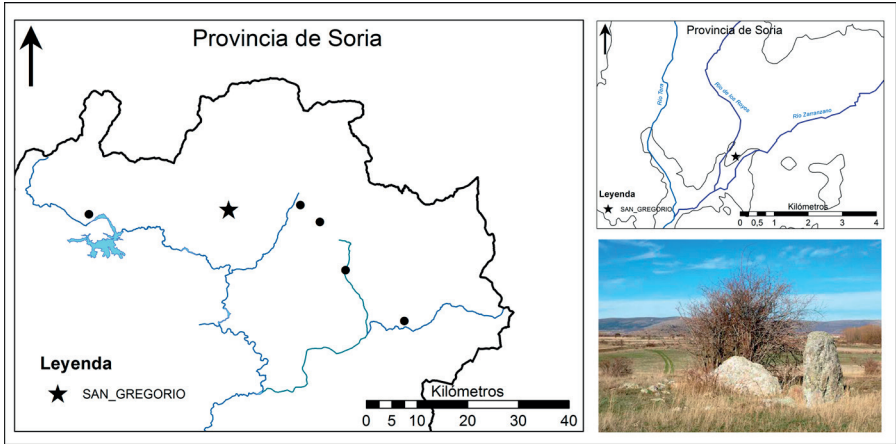 Provincia de Soria
Leyenda
SAN_GREGORIO
Kilómetros
0 5 10 20 30 40
Provincia de Soria
Río Tera
Río de los Royos
Río Zarranzano
Leyenda
SAN_GREGORIO
Kilómetros
0 0,5 1 2 3 4